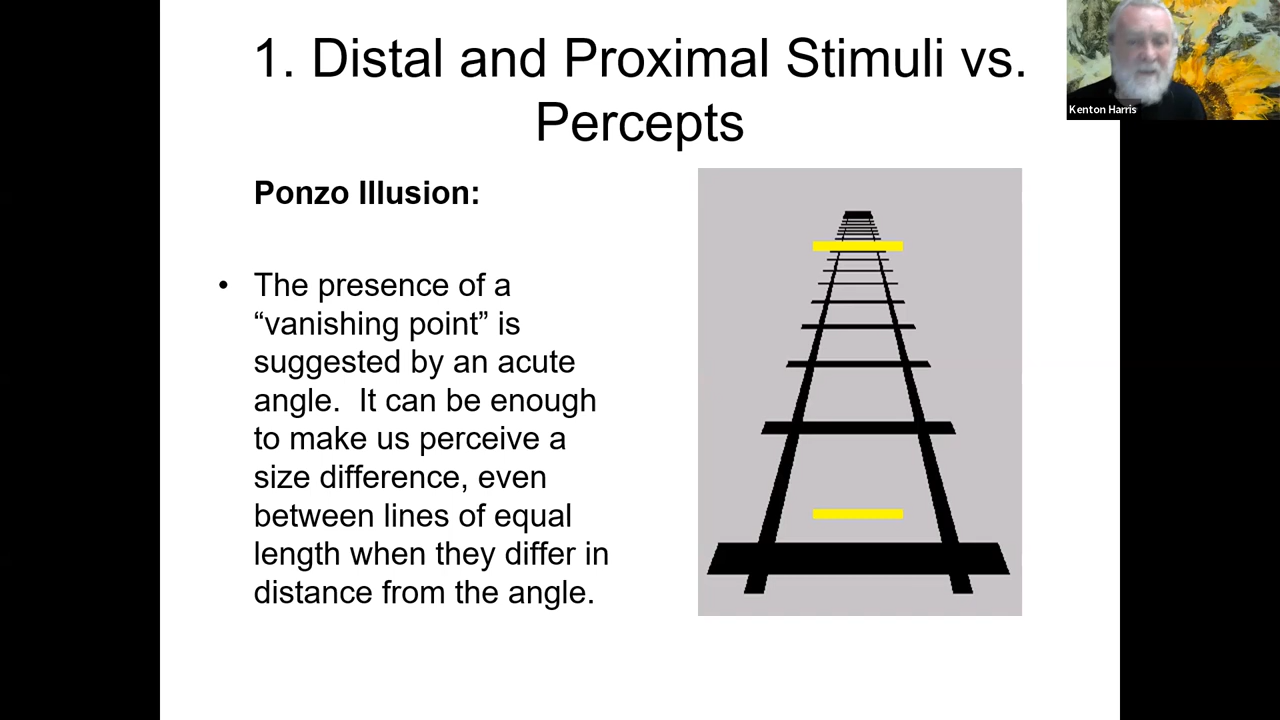 1. Distal and Proximal Stimuli vs.
Percepts
Kenton Harris
Ponzo Illusion:
• The presence of a
“vanishing point” is
suggested by an acute
angle.  It can be enough
to make us perceive a
size difference, even
between lines of equal
length when they differ in
distance from the angle.